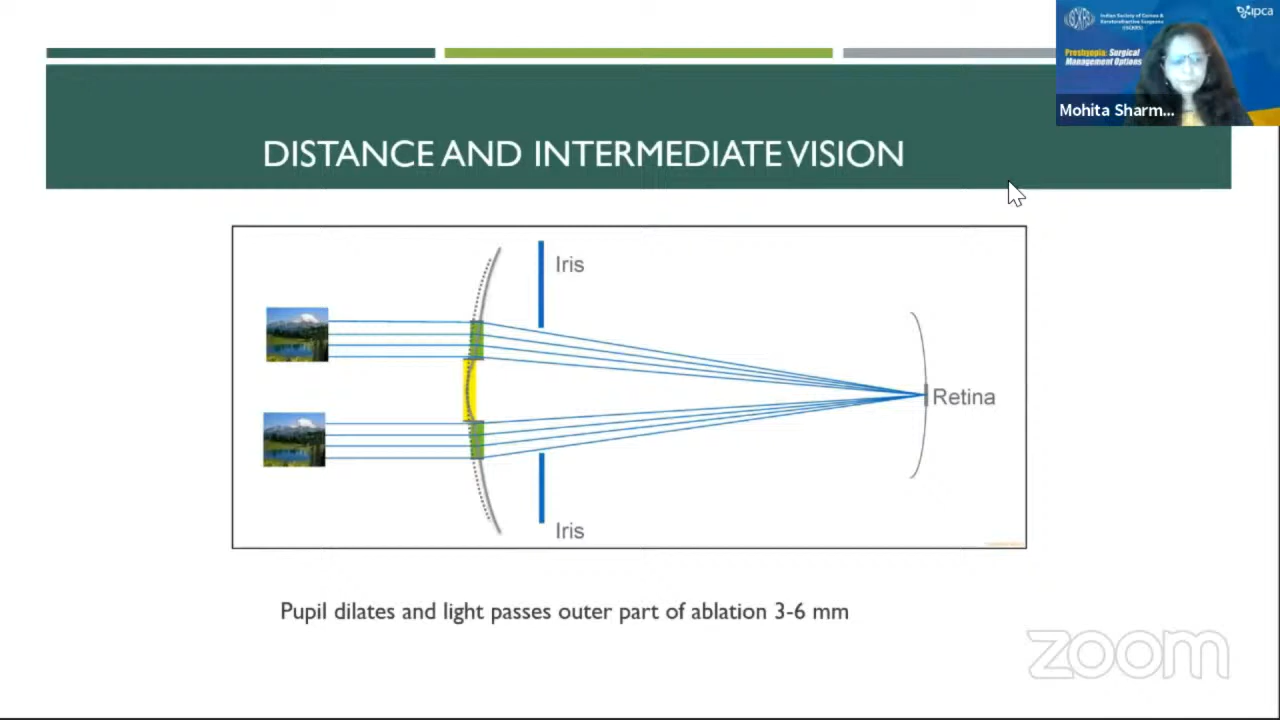 Indian Society of Cornea &
Keratorefractive Surgeons
(ISCKRS)
ipca
Presbyopia: Surgical
Management Options
Mohita Sharm...
DISTANCE AND INTERMEDIATE VISION
Iris
Retina
Iris
Pupil dilates and light passes outer part of ablation 3-6 mm
zoom